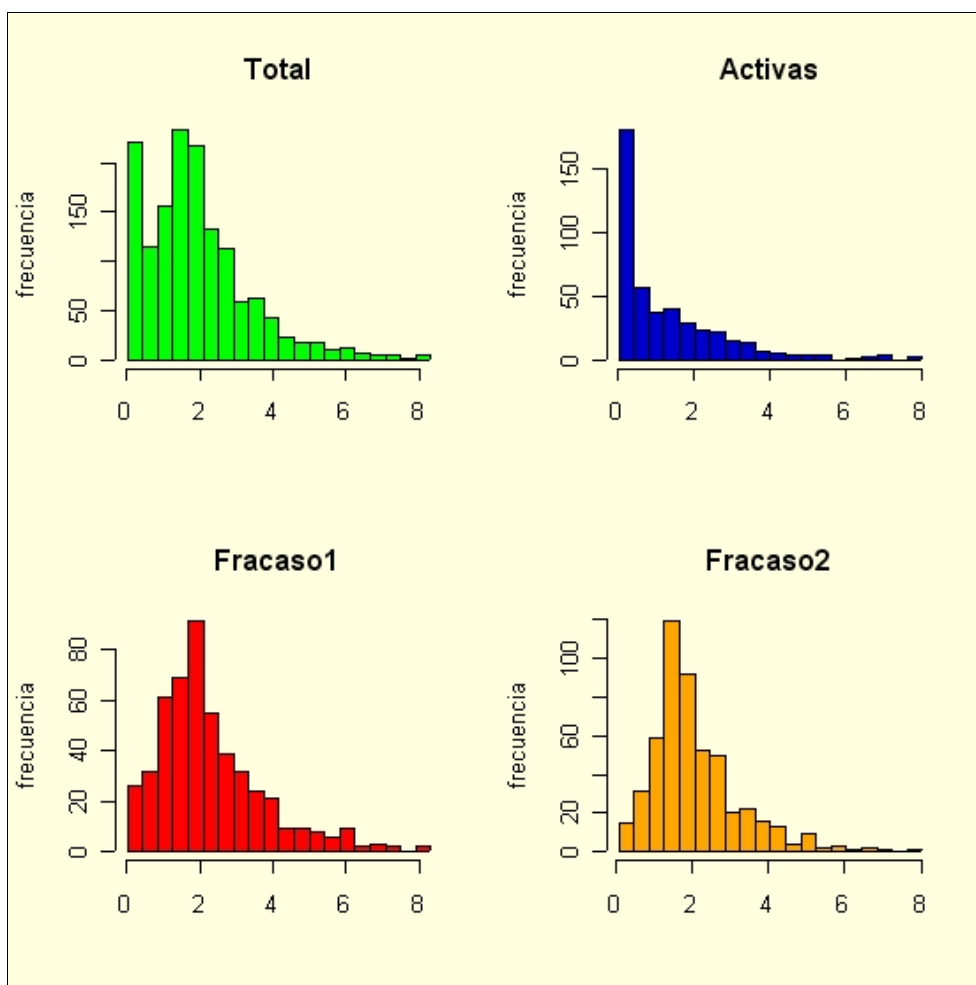 Total
frecuencia
0 50 150
0 2 4 6 8
Activas
frecuencia
0 50 100 150
0 2 4 6 8
Fracaso1
frecuencia
0 20 40 60 80
0 2 4 6 8
Fracaso2
frecuencia
0 20 60 100
0 2 4 6 8